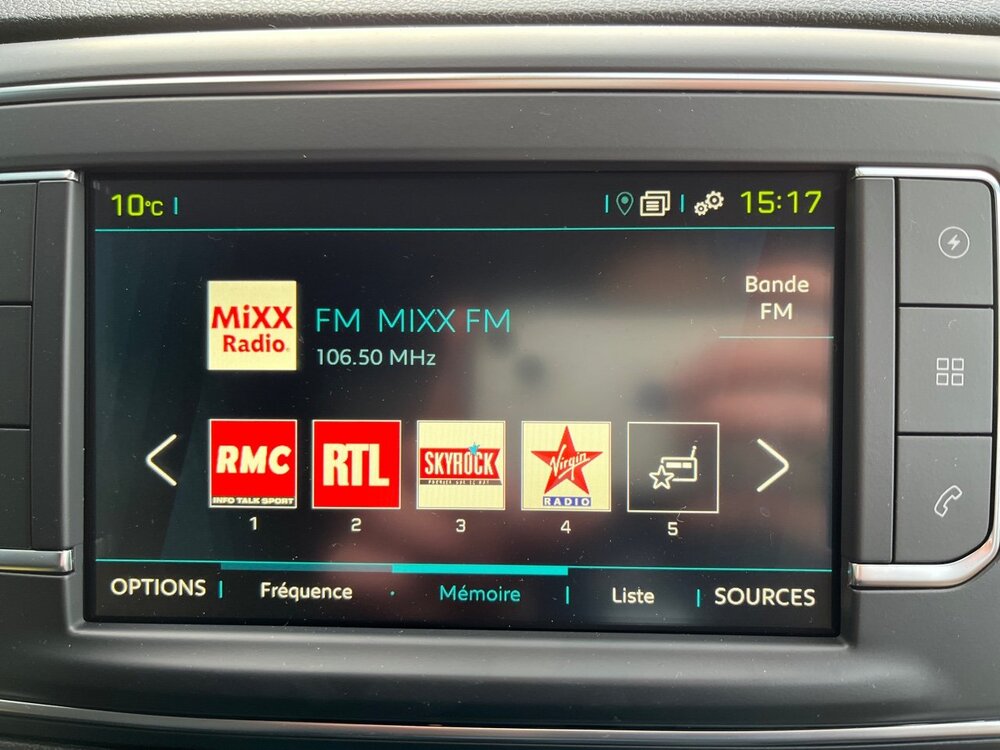 10°C
15:17
Bande
FM
MiXX
Radio
FM MIXX FM
106.50 MHz
RMC
INFO TALK SPORT
RTL
SKYROCK
Virgin
RADIO
1
2
3
4
5
OPTIONS
Fréquence
Mémoire
Liste
SOURCES